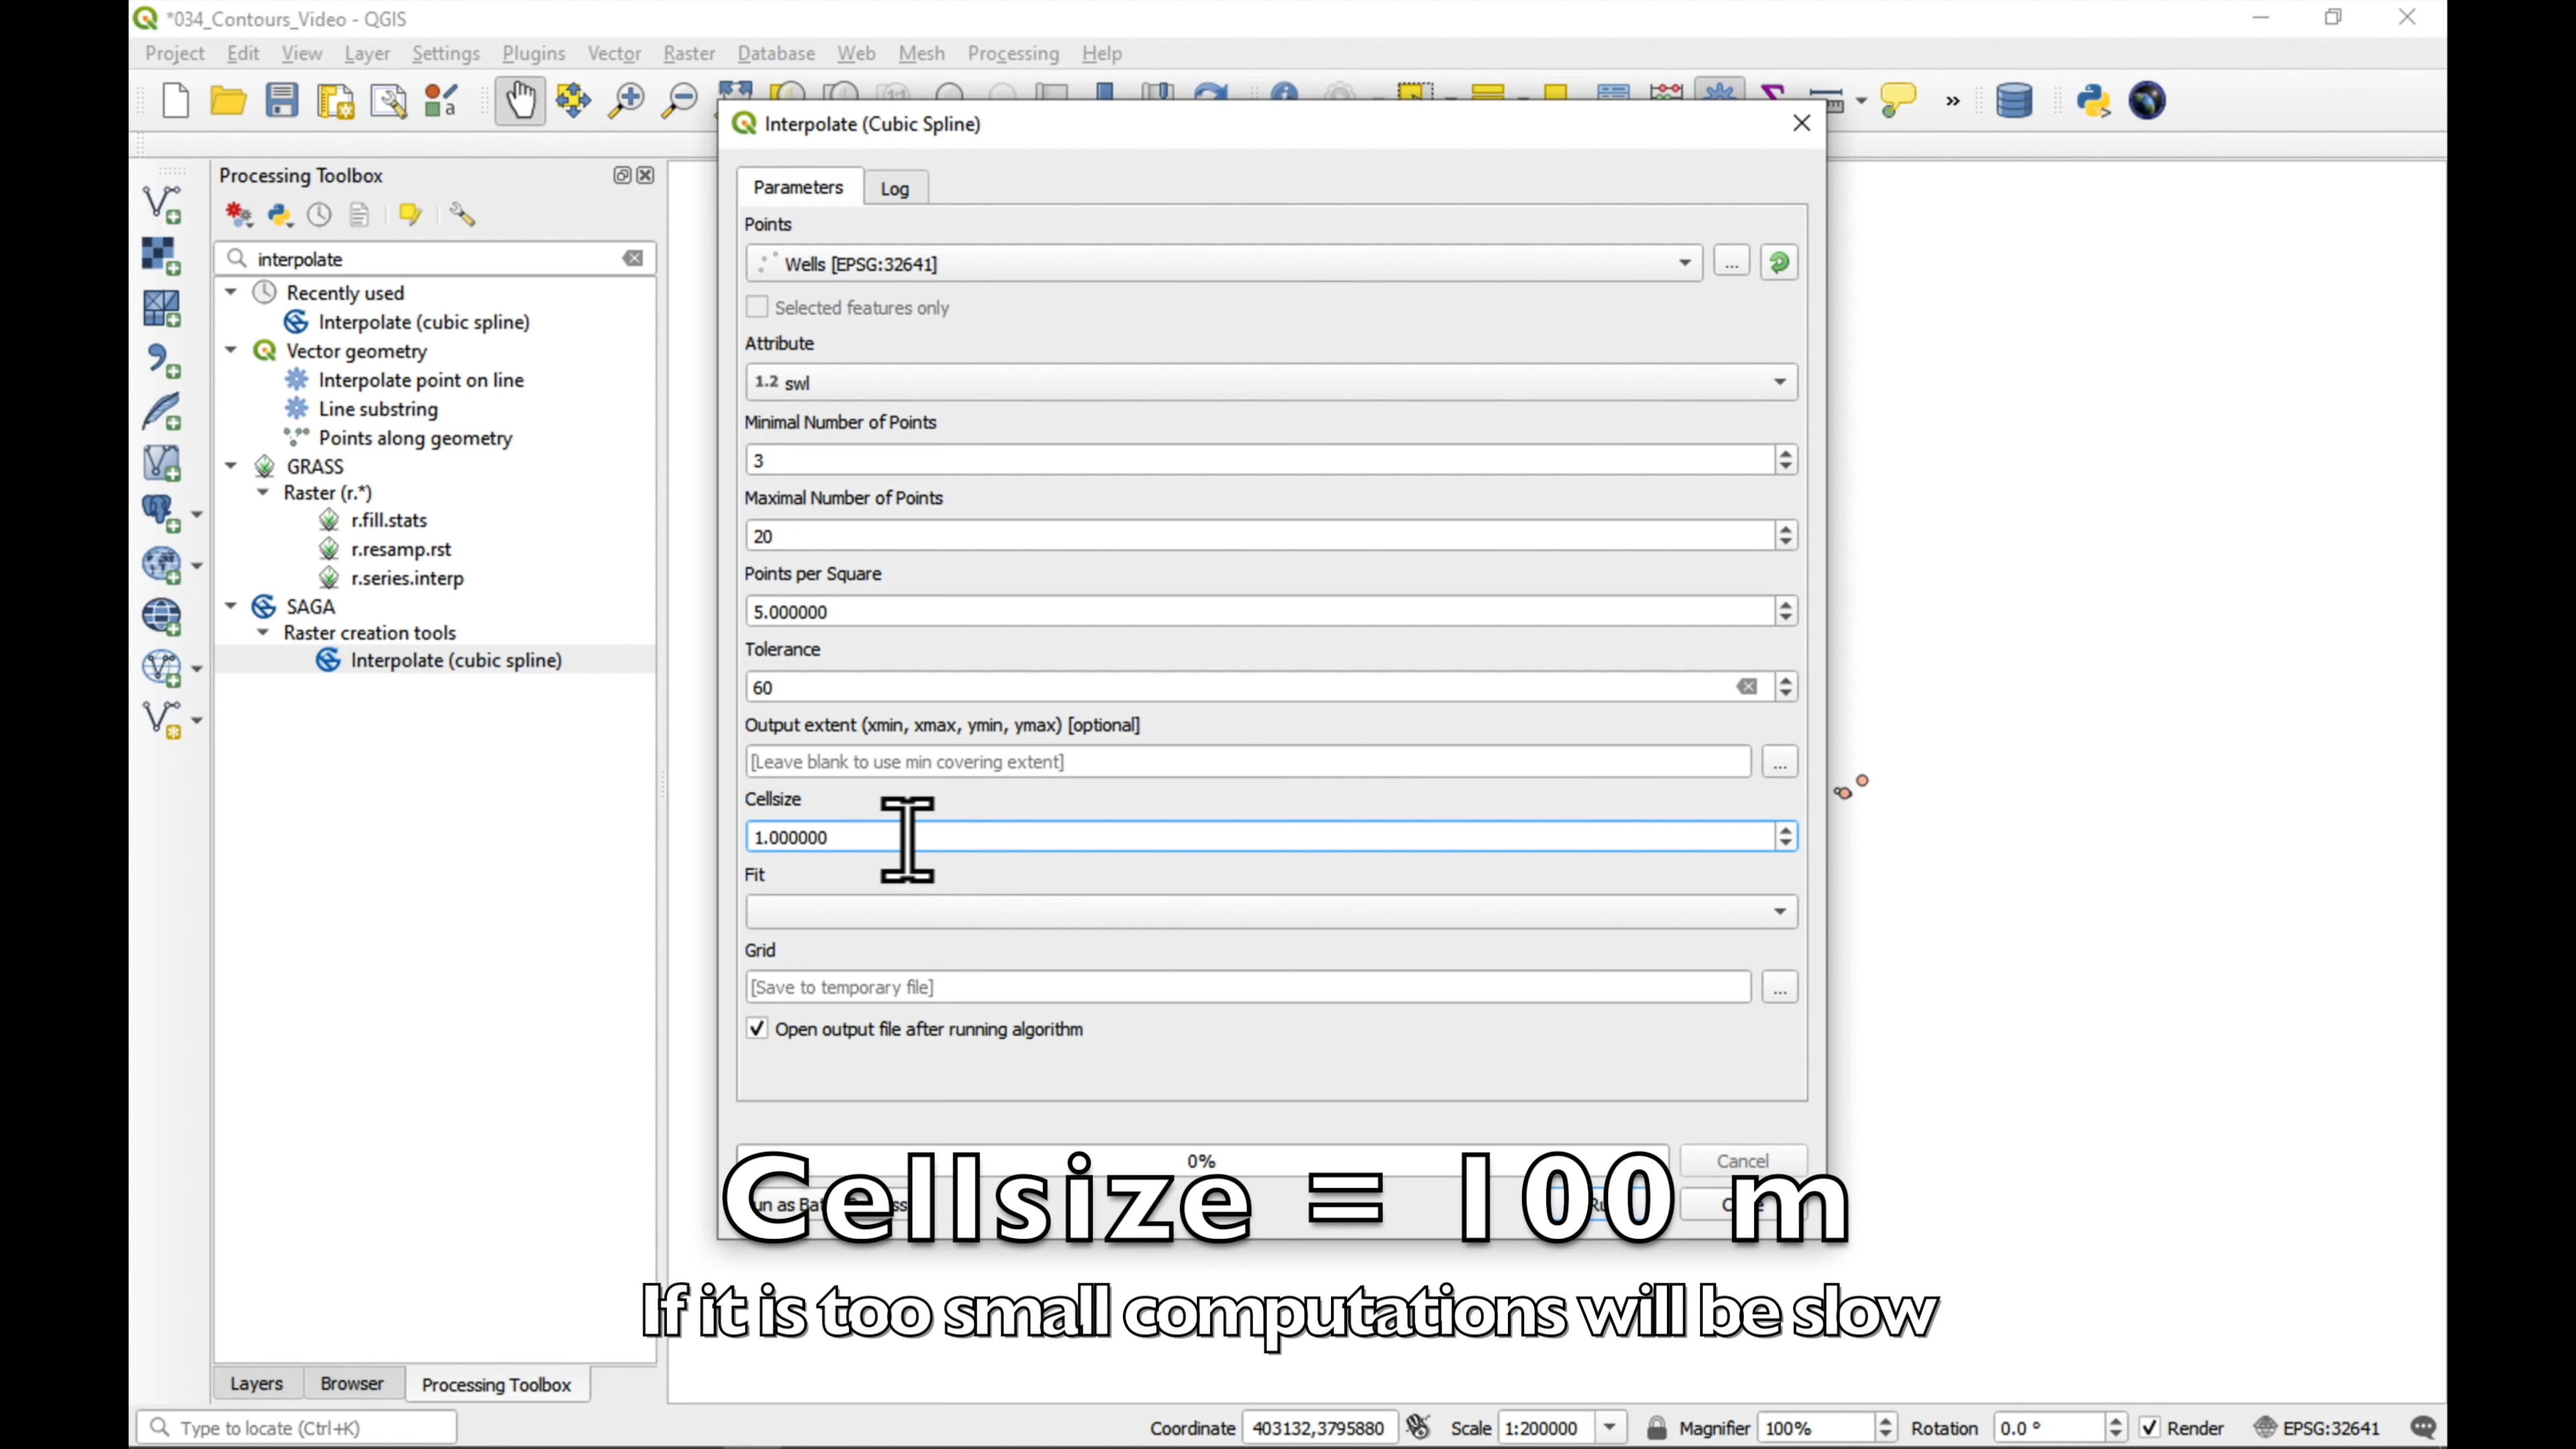 *034_Contours_Video - QGIS
Project Edit View Layer Settings Plugins Vector Raster Database Web Mesh Processing Help
Interpolate (Cubic Spline)
Processing Toolbox
interpolate
Recently used
Interpolate (cubic spline)
Vector geometry
Interpolate point on line
Line substring
Points along geometry
GRASS
Raster (r.*)
r.fill.stats
r.resamp.rst
r.series.interp
SAGA
Raster creation tools
Interpolate (cubic spline)
Parameters Log
Points
Wells [EPSG:32641] ...
Selected features only
Attribute
1.2 swl
Minimal Number of Points
3
Maximal Number of Points
20
Points per Square
5.000000
Tolerance
60
Output extent (xmin, xmax, ymin, ymax) [optional]
[Leave blank to use min covering extent] ...
Cellsize
1.000000
Fit
Grid
[Save to temporary file] ...
Open output file after running algorithm
0% Cancel
Cellsize = 100 m
If it is too small computations will be slow
Layers Browser Processing Toolbox
Type to locate (Ctrl+K) Coordinate 403132,3795880 Scale 1:200000 Magnifier 100% Rotation 0.0 ° Render EPSG:32641